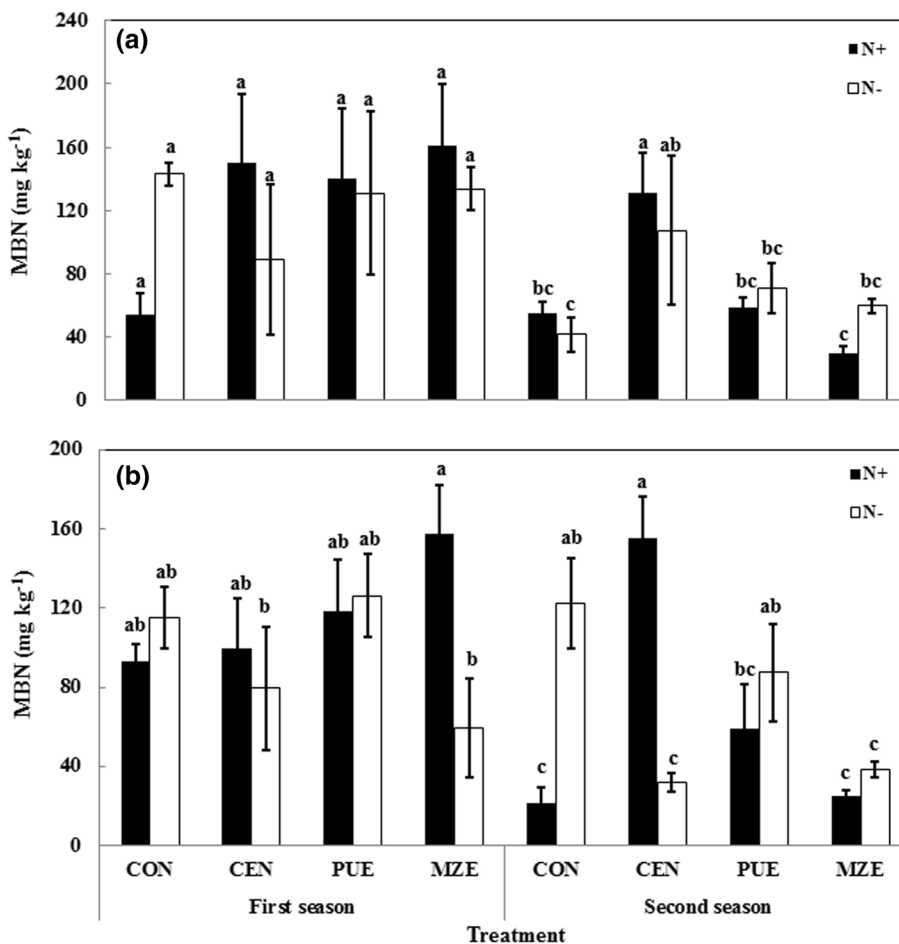 240
(a)
N+
N-
200
160
120
80
40
0
MBN (mg kg⁻¹)
a a a a a a a a bc c a ab bc bc c bc
200
(b)
N+
N-
160
120
80
40
0
MBN (mg kg⁻¹)
ab ab ab b ab ab a b c ab a c bc ab c c
CON CEN PUE MZE CON CEN PUE MZE
First season Second season
Treatment